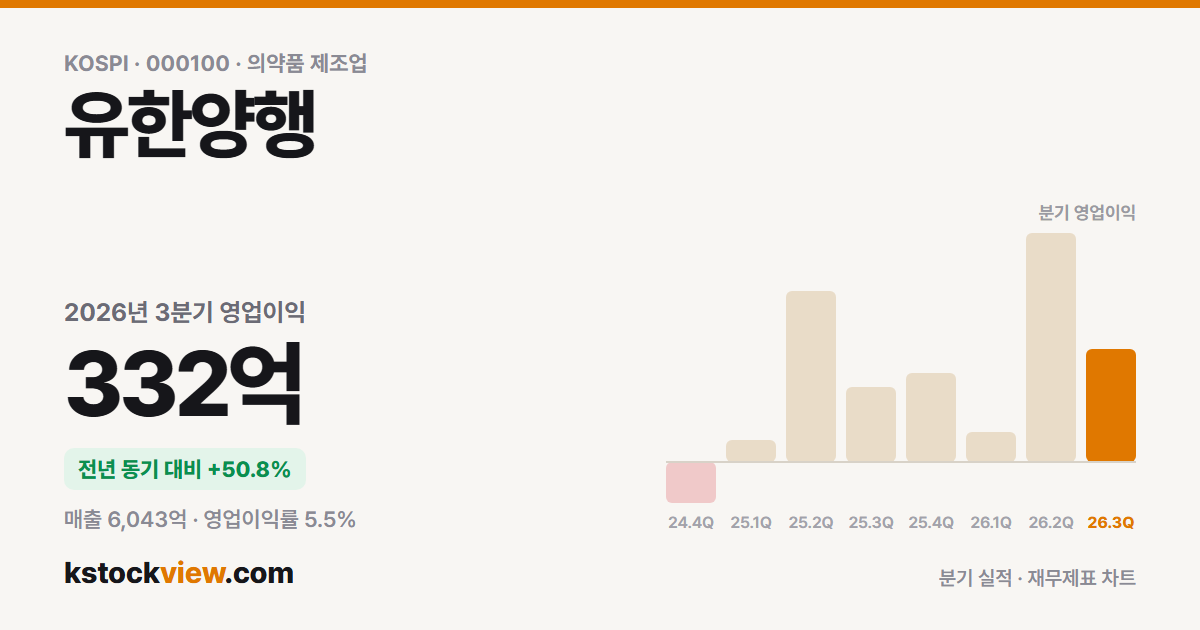 KOSPI · 000100 · 의약품 제조업
유한양행
분기 영업이익
2026년 3분기 영업이익
332억
전년 동기 대비 +50.8%
매출 6,043억 · 영업이익률 5.5%
24.4Q 25.1Q 25.2Q 25.3Q 25.4Q 26.1Q 26.2Q 26.3Q
kstockview.com
분기 실적 · 재무제표 차트